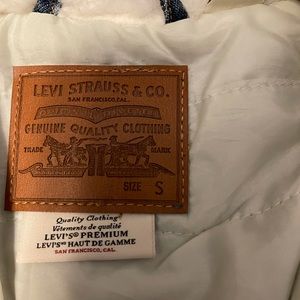 LEVI STRAUSS & CO.
SAN FRANCISCO, CAL.
GENUINE QUALITY CLOTHING
TRADE MARK
SIZE S
Quality Clothing™
Vêtements de qualité
LEVI'S® PREMIUM
LEVI'S® HAUT DE GAMME
SAN FRANCISCO, CAL.